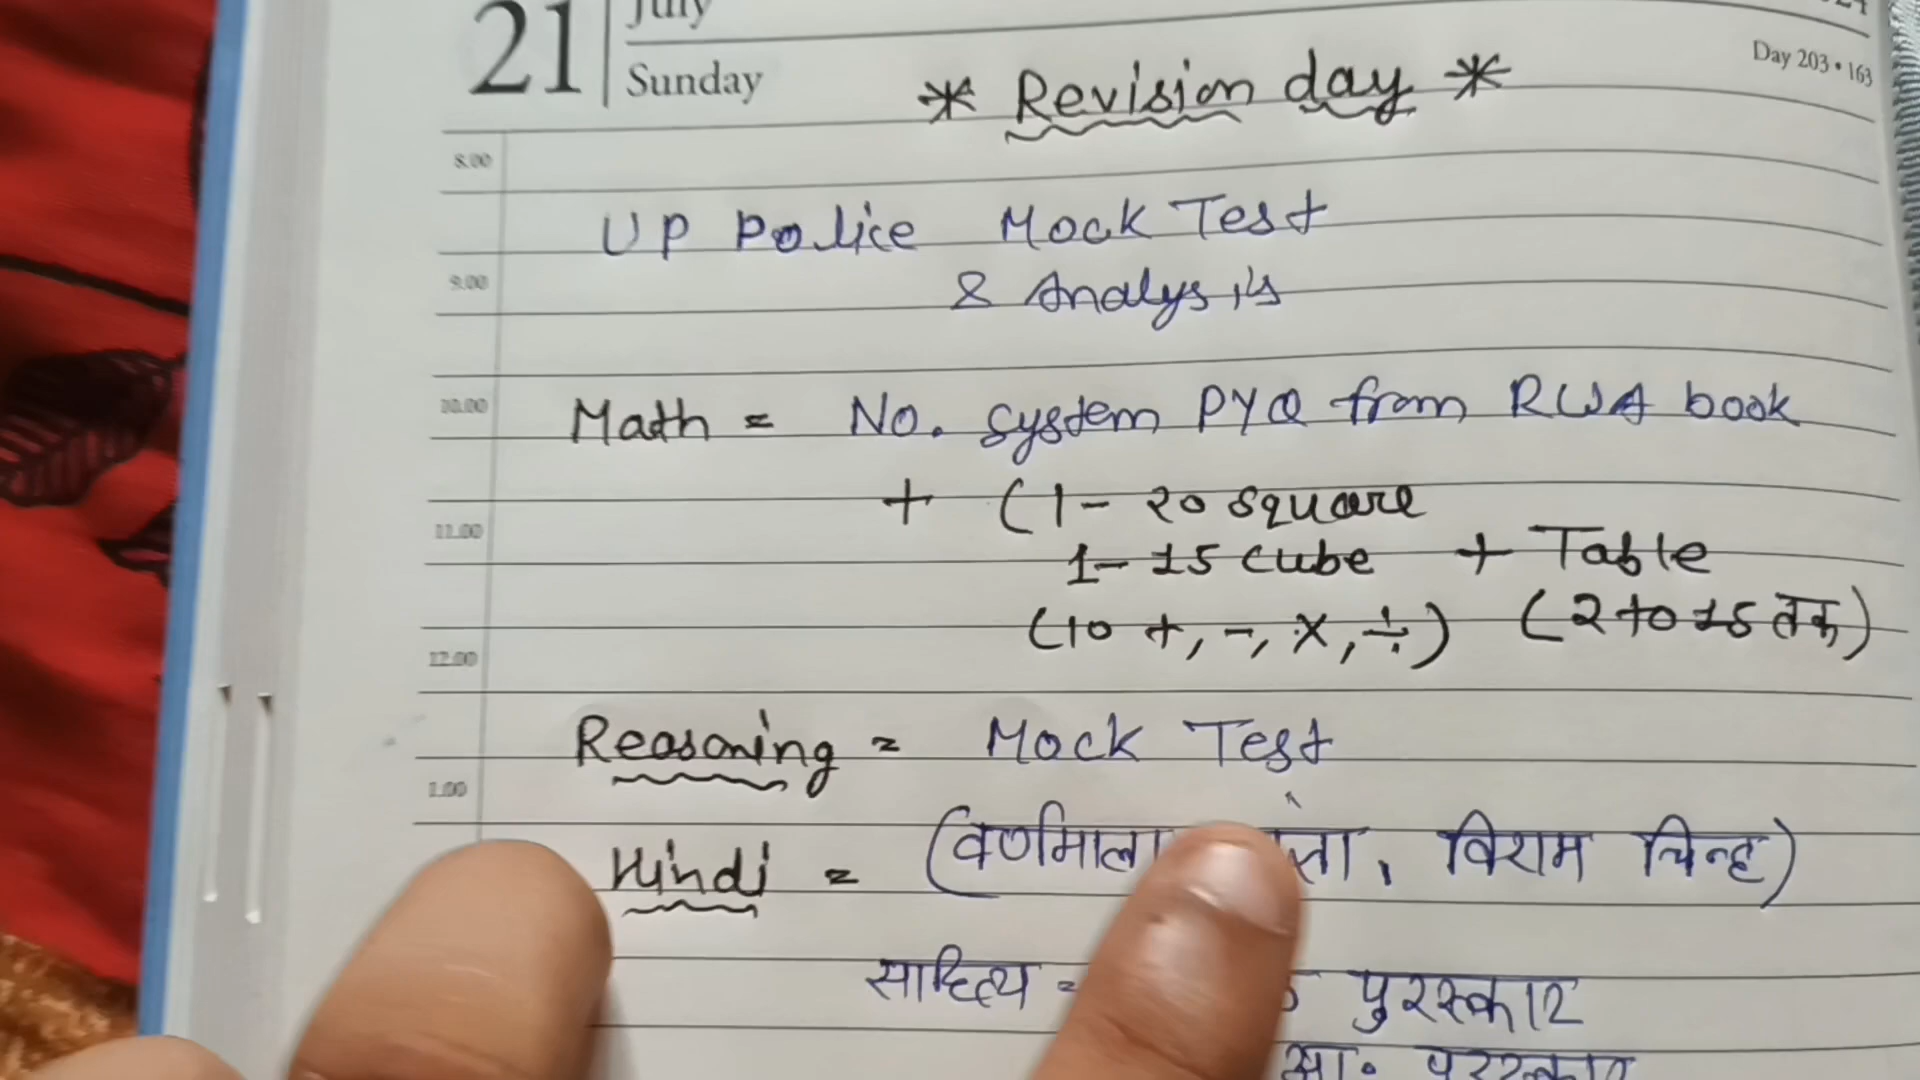 21 July
Sunday
Day 203 • 163
* Revision day *
8.00
UP Police Mock Test
9.00
& Analysis
10.00
Math = No. system PYQ from RWA book
+ (1 - 20 square
11.00
1 - 15 cube + Table
(10 +, -, ×, ÷) (2 to 15 तक)
12.00
Reasoning = Mock Test
1.00
Hindi = (वर्णमाला , विराम चिन्ह)
साहित्य = पुरस्कार
पुरस्कार